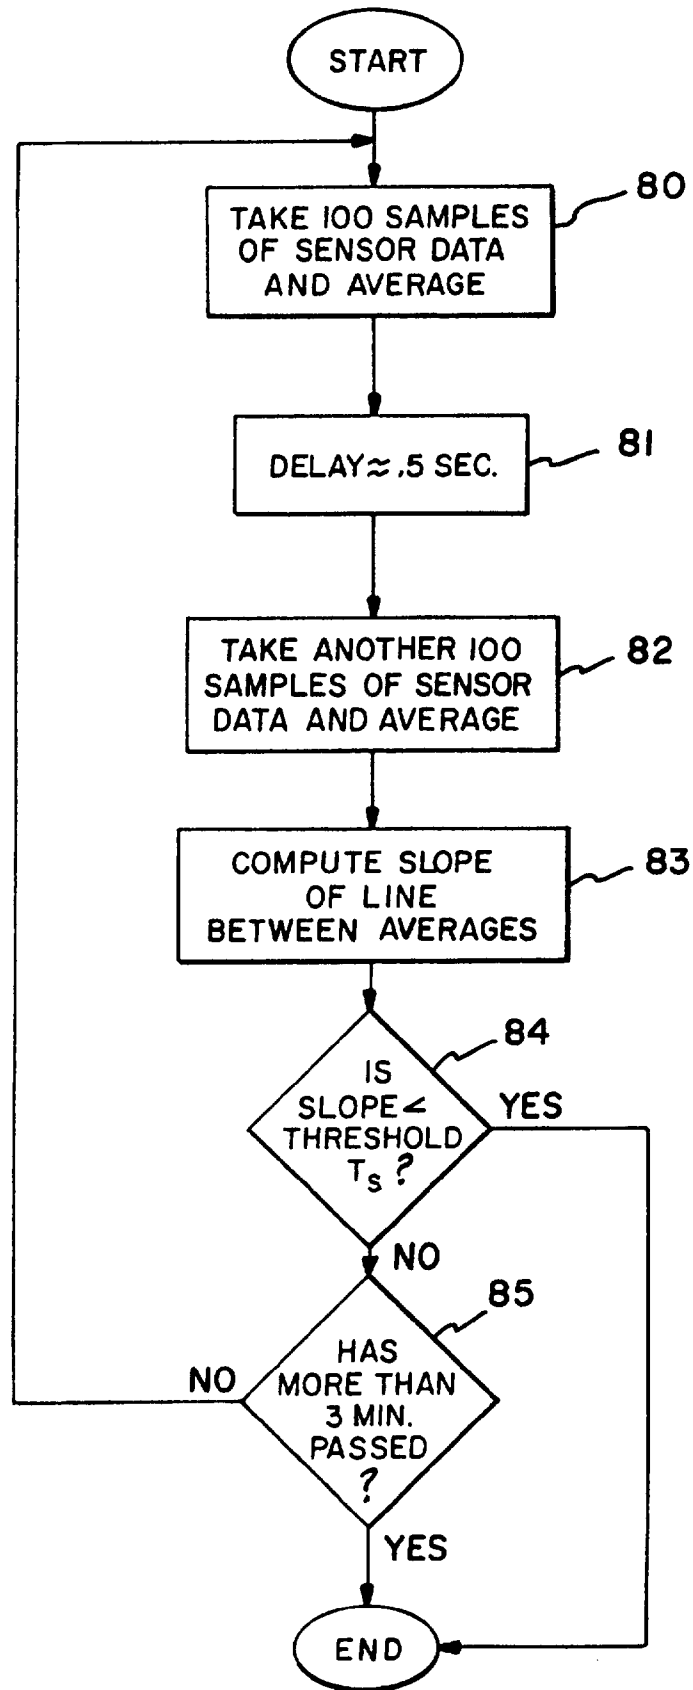 START
80
TAKE 100 SAMPLES
OF SENSOR DATA
AND AVERAGE
81
DELAY≈ .5 SEC.
82
TAKE ANOTHER 100
SAMPLES OF SENSOR
DATA AND AVERAGE
83
COMPUTE SLOPE
OF LINE
BETWEEN AVERAGES
84
IS
SLOPE<
THRESHOLD
Ts ?
YES
NO
85
HAS
MORE THAN
3 MIN.
PASSED
?
NO
YES
END